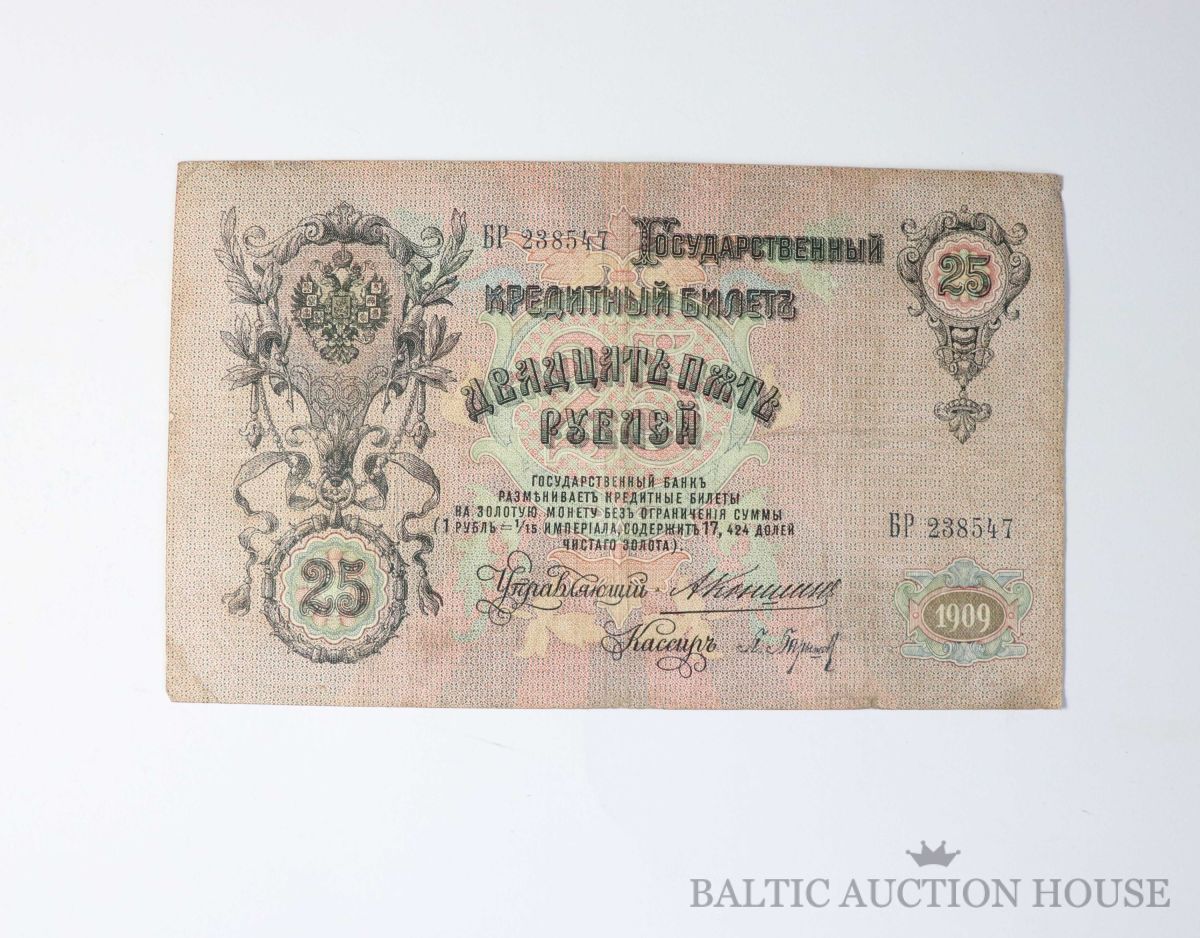 БР 238547
ГОСУДАРСТВЕННЫЙ
КРЕДИТНЫЙ БИЛЕТЪ
25
ДВАДЦАТЬ ПѦТЬ
РУБЛЕЙ
ГОСУДАРСТВЕННЫЙ БАНКЪ
РАЗМѢНИВАЕТЪ КРЕДИТНЫЕ БИЛЕТЫ
НА ЗОЛОТУЮ МОНЕТУ БЕЗЪ ОГРАНИЧЕНІЯ СУММЫ
(1 РУБЛЬ = 1/15 ИМПЕРІАЛА, СОДЕРЖИТЪ 17, 424 ДОЛЕЙ
ЧИСТАГО ЗОЛОТА).
БР 238547
25
Управляющій АКоншинъ
1909
Кассиръ
BALTIC AUCTION HOUSE